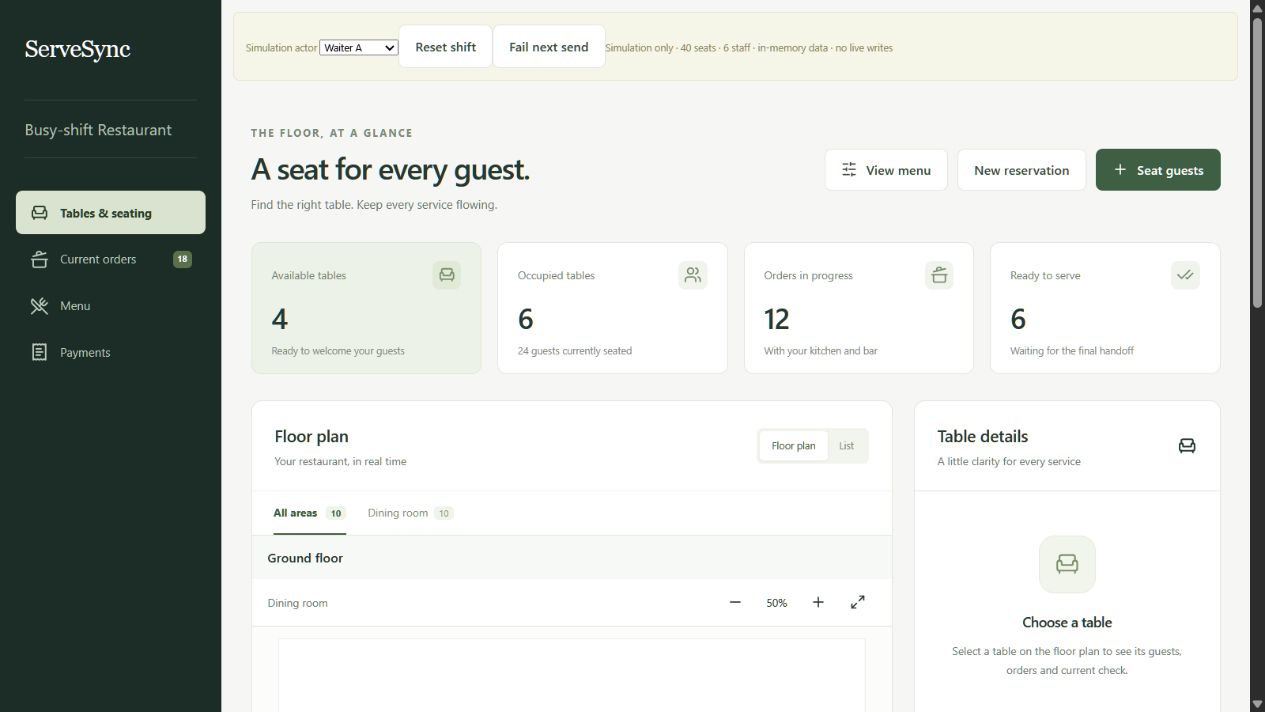 ServeSync
Busy-shift Restaurant
Tables & seating
Current orders 18
Menu
Payments
Simulation actor Waiter A Reset shift Fail next send Simulation only · 40 seats · 6 staff · in-memory data · no live writes
THE FLOOR, AT A GLANCE
A seat for every guest.
Find the right table. Keep every service flowing.
View menu New reservation Seat guests
Available tables
4
Ready to welcome your guests
Occupied tables
6
24 guests currently seated
Orders in progress
12
With your kitchen and bar
Ready to serve
6
Waiting for the final handoff
Floor plan
Your restaurant, in real time
Floor plan List
All areas 10 Dining room 10
Ground floor
Dining room 50%
Table details
A little clarity for every service
Choose a table
Select a table on the floor plan to see its guests,
orders and current check.